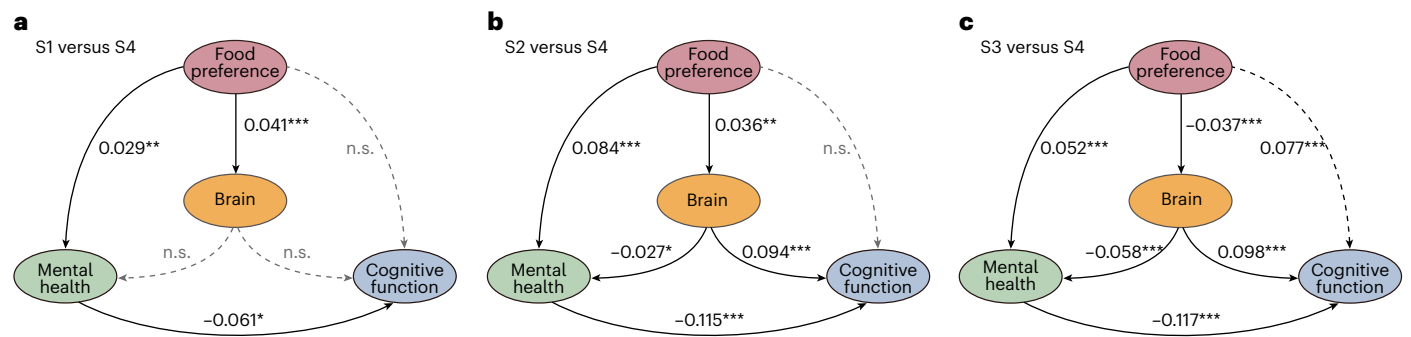 a
S1 versus S4
Food
preference
0.041***
0.029**
n.s.
Brain
n.s.
n.s.
Mental
health
Cognitive
function
−0.061*
b
S2 versus S4
Food
preference
0.036**
0.084***
n.s.
Brain
−0.027*
0.094***
Mental
health
Cognitive
function
−0.115***
c
S3 versus S4
Food
preference
−0.037***
0.052***
0.077***
Brain
−0.058***
0.098***
Mental
health
Cognitive
function
−0.117***